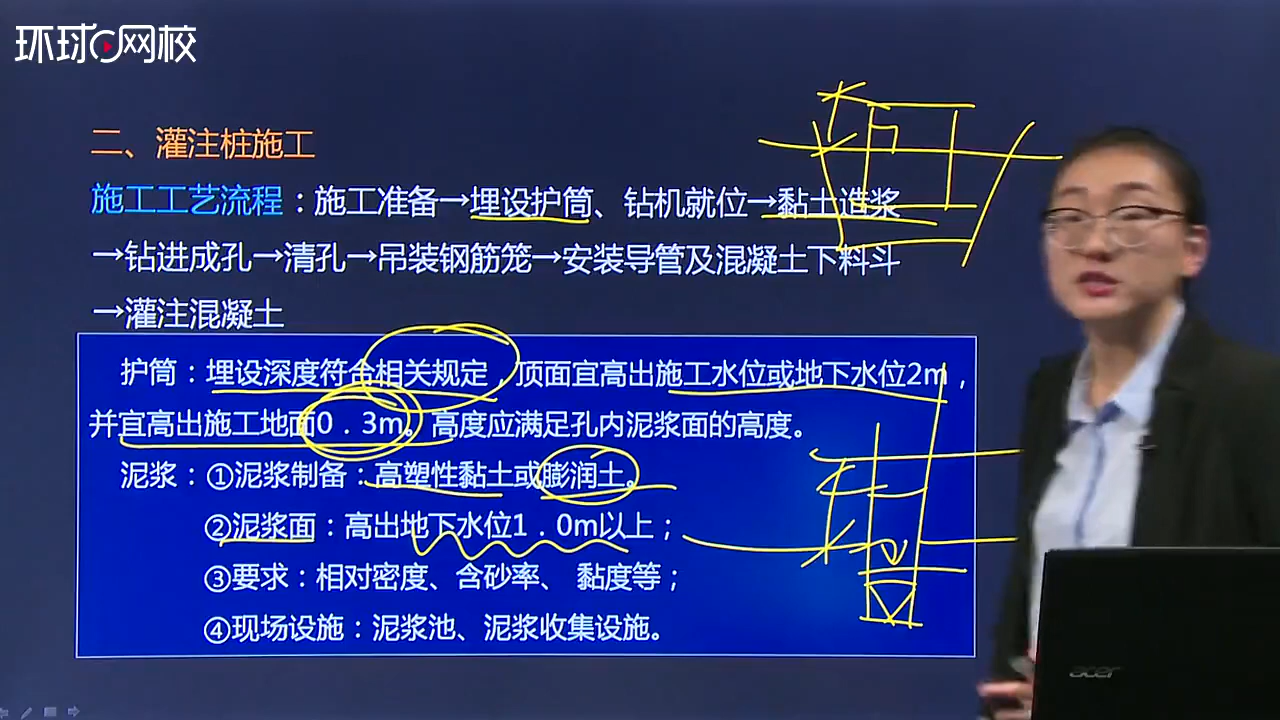 环球网校
二、灌注桩施工
施工工艺流程：施工准备→埋设护筒、钻机就位→黏土造浆
→钻进成孔→清孔→吊装钢筋笼→安装导管及混凝土下料斗
→灌注混凝土
护筒：埋设深度符合相关规定，顶面宜高出施工水位或地下水位2m，
并宜高出施工地面0．3m。高度应满足孔内泥浆面的高度。
泥浆：①泥浆制备：高塑性黏土或膨润土。
②泥浆面：高出地下水位1．0m以上；
③要求：相对密度、含砂率、 黏度等；
④现场设施：泥浆池、泥浆收集设施。
acer